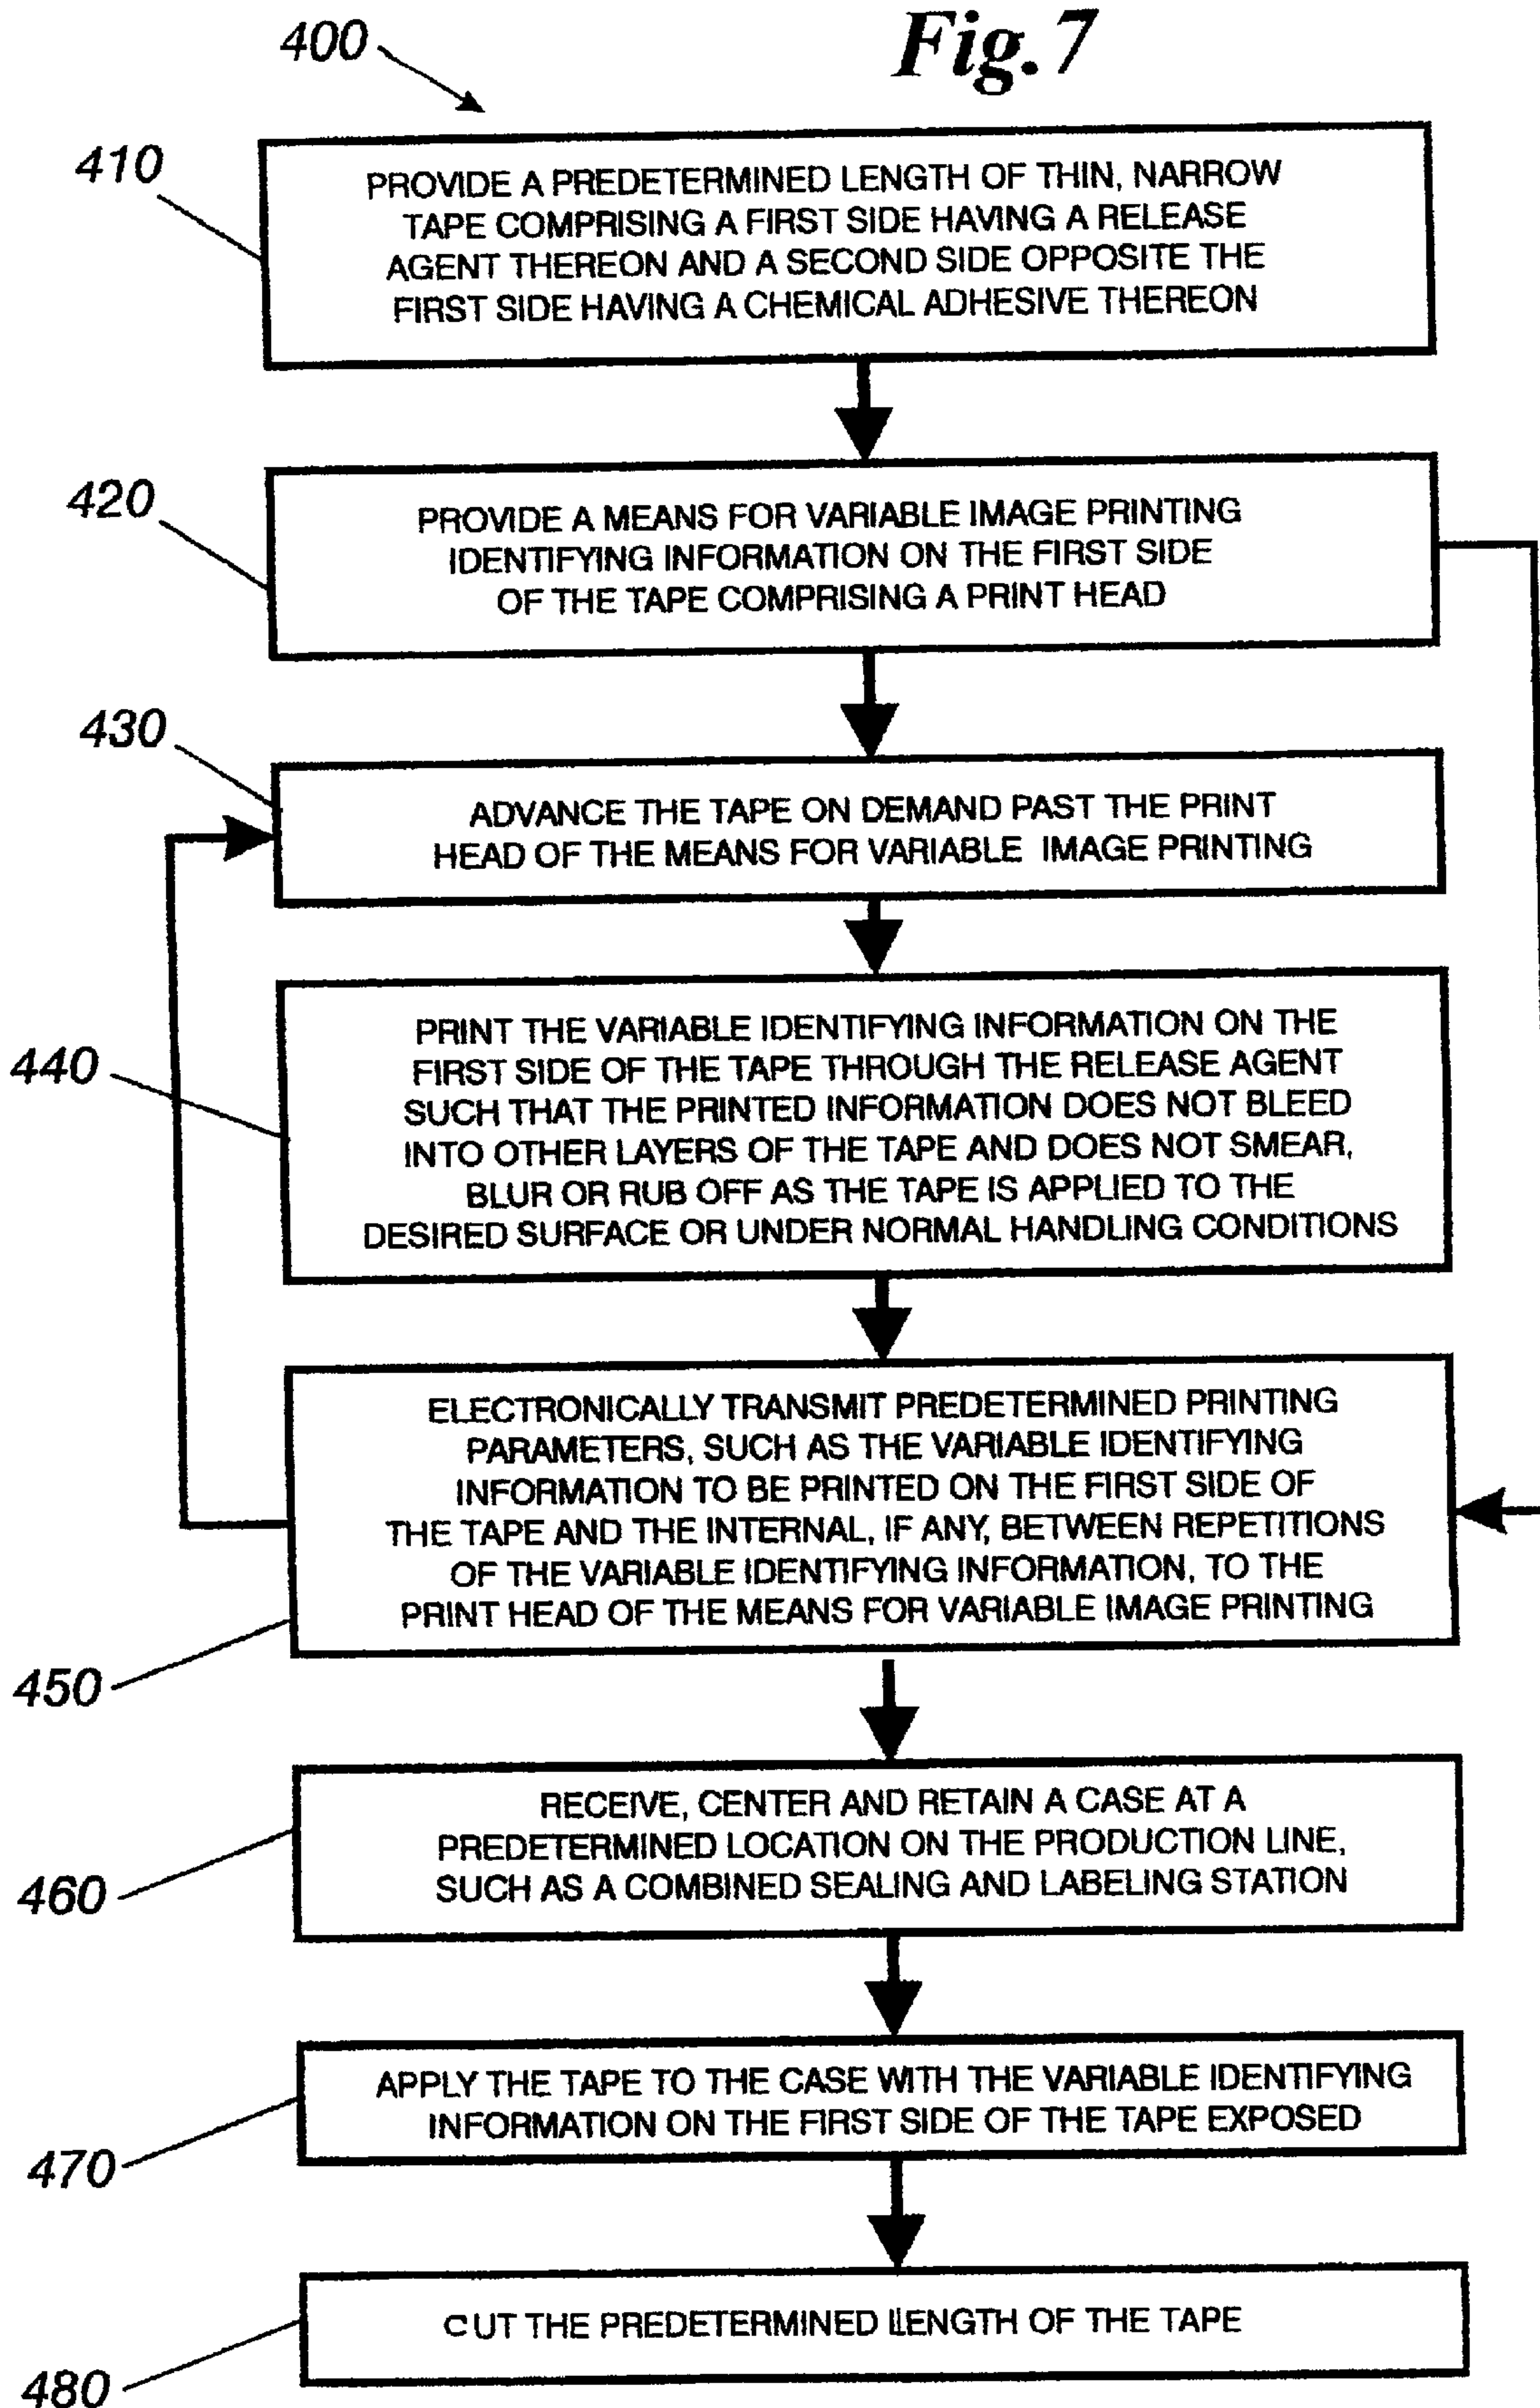 Fig. 7
400
410
PROVIDE A PREDETERMINED LENGTH OF THIN, NARROW
TAPE COMPRISING A FIRST SIDE HAVING A RELEASE
AGENT THEREON AND A SECOND SIDE OPPOSITE THE
FIRST SIDE HAVING A CHEMICAL ADHESIVE THEREON
420
PROVIDE A MEANS FOR VARIABLE IMAGE PRINTING
IDENTIFYING INFORMATION ON THE FIRST SIDE
OF THE TAPE COMPRISING A PRINT HEAD
430
ADVANCE THE TAPE ON DEMAND PAST THE PRINT
HEAD OF THE MEANS FOR VARIABLE IMAGE PRINTING
440
PRINT THE VARIABLE IDENTIFYING INFORMATION ON THE
FIRST SIDE OF THE TAPE THROUGH THE RELEASE AGENT
SUCH THAT THE PRINTED INFORMATION DOES NOT BLEED
INTO OTHER LAYERS OF THE TAPE AND DOES NOT SMEAR,
BLUR OR RUB OFF AS THE TAPE IS APPLIED TO THE
DESIRED SURFACE OR UNDER NORMAL HANDLING CONDITIONS
450
ELECTRONICALLY TRANSMIT PREDETERMINED PRINTING
PARAMETERS, SUCH AS THE VARIABLE IDENTIFYING
INFORMATION TO BE PRINTED ON THE FIRST SIDE OF
THE TAPE AND THE INTERNAL, IF ANY, BETWEEN REPETITIONS
OF THE VARIABLE IDENTIFYING INFORMATION, TO THE
PRINT HEAD OF THE MEANS FOR VARIABLE IMAGE PRINTING
460
RECEIVE, CENTER AND RETAIN A CASE AT A
PREDETERMINED LOCATION ON THE PRODUCTION LINE,
SUCH AS A COMBINED SEALING AND LABELING STATION
470
APPLY THE TAPE TO THE CASE WITH THE VARIABLE IDENTIFYING
INFORMATION ON THE FIRST SIDE OF THE TAPE EXPOSED
480
CUT THE PREDETERMINED LENGTH OF THE TAPE